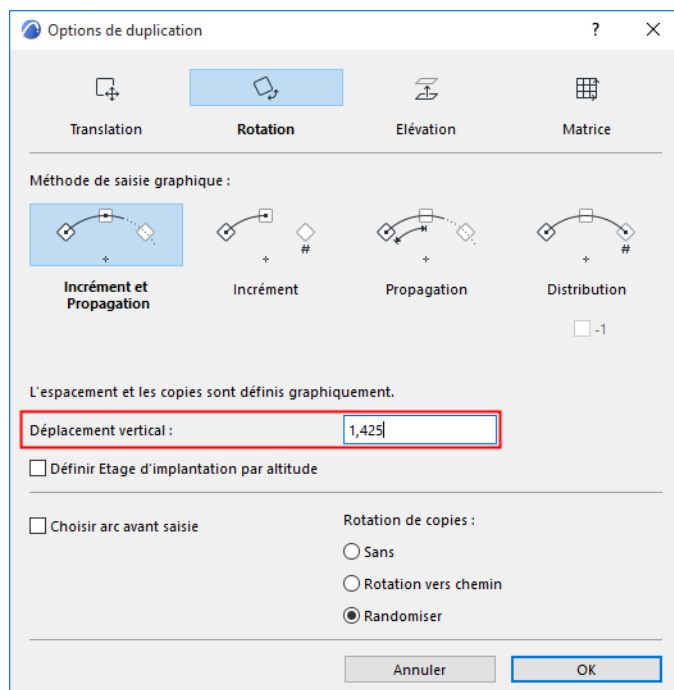 Options de duplication
?
Translation Rotation Elévation Matrice
Méthode de saisie graphique :
# #
Incrément et Propagation Incrément Propagation Distribution
-1
L'espacement et les copies sont définis graphiquement.
Déplacement vertical : 1,425
Définir Etage d'implantation par altitude
Choisir arc avant saisie
Rotation de copies :
Sans
Rotation vers chemin
Randomiser
Annuler OK